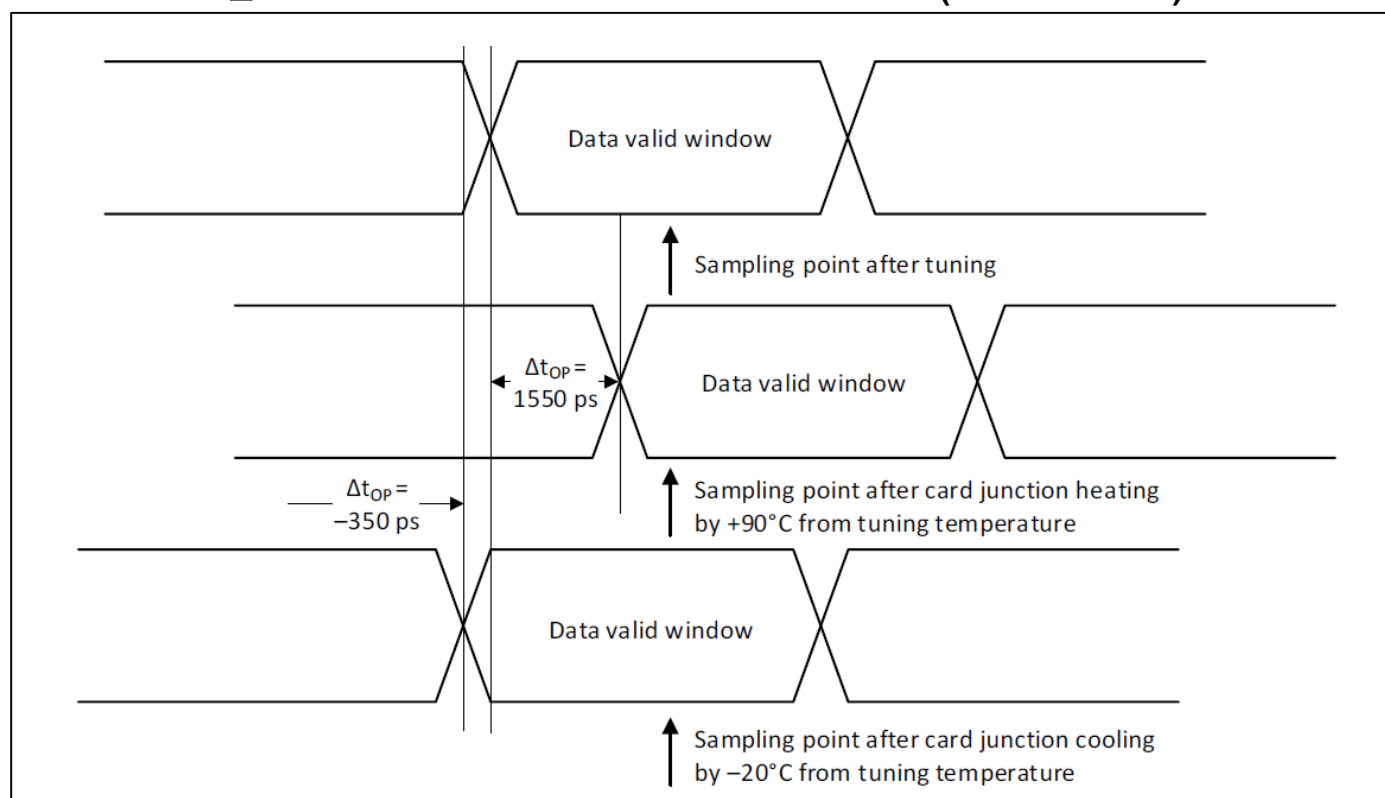 Data valid window
Sampling point after tuning
ΔtOP =
1550 ps
Data valid window
ΔtOP =
–350 ps
Sampling point after card junction heating
by +90°C from tuning temperature
Data valid window
Sampling point after card junction cooling
by –20°C from tuning temperature